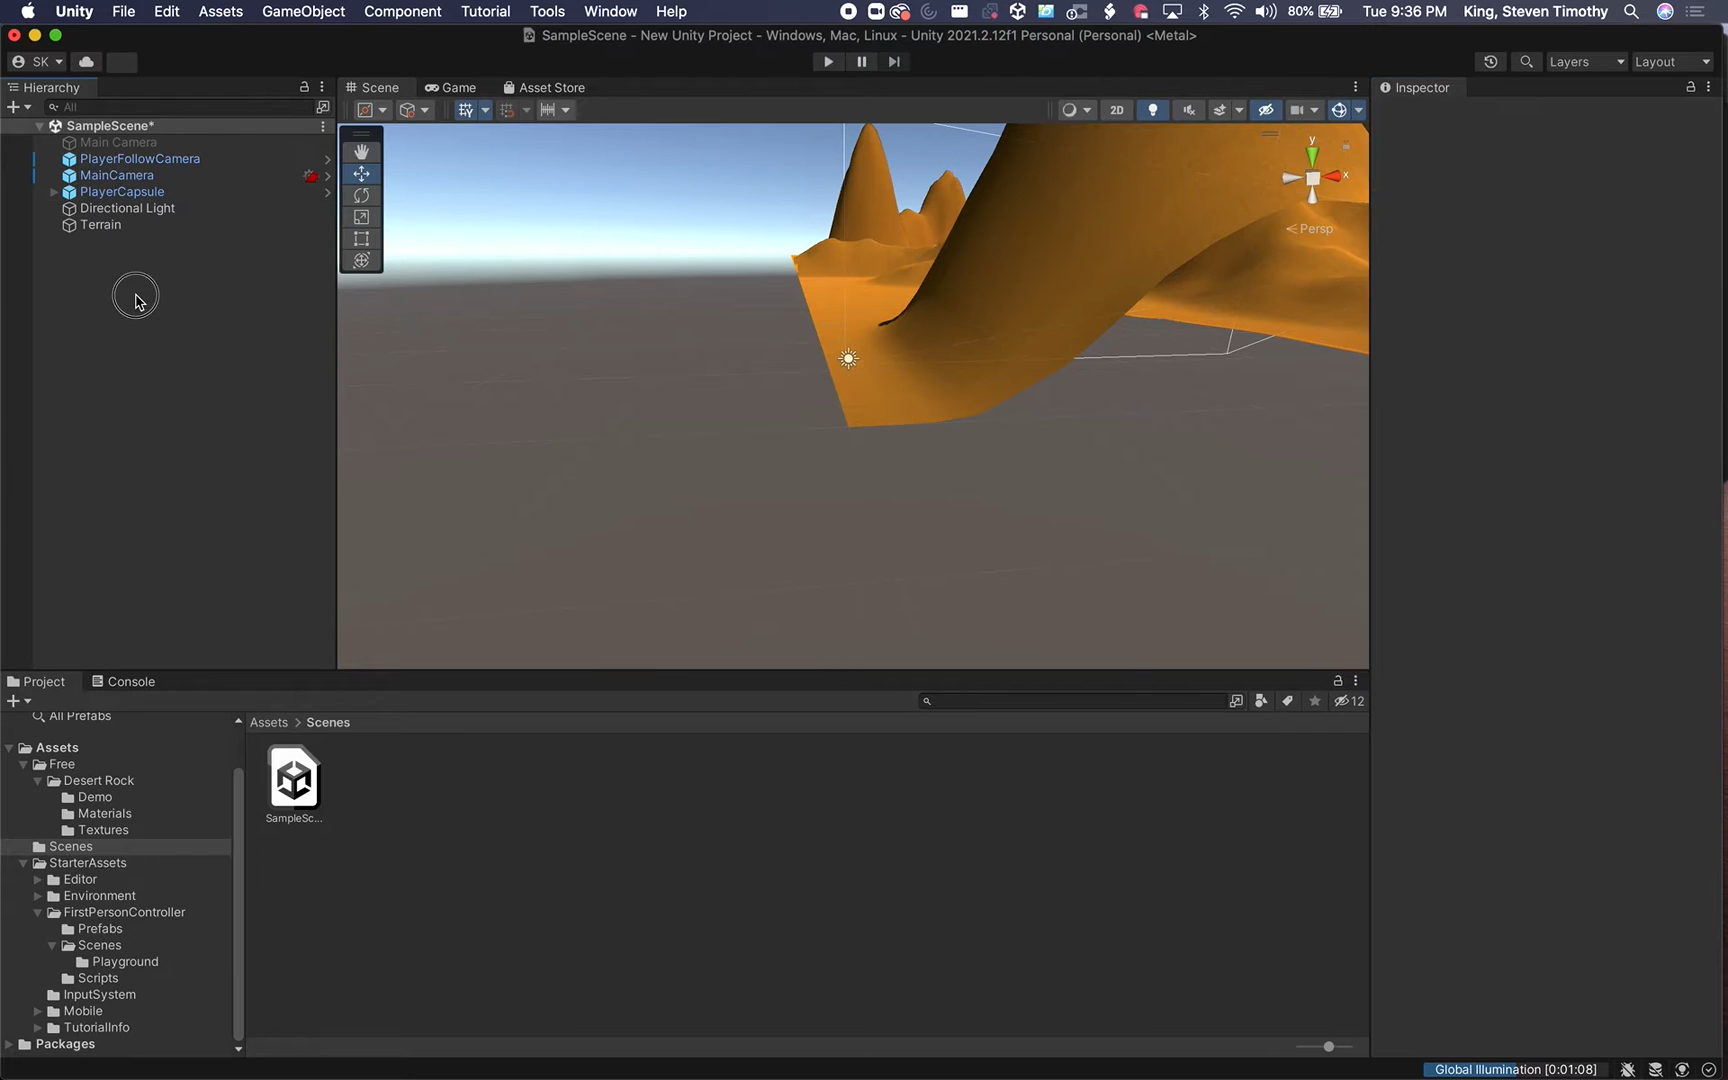 Unity File Edit Assets GameObject Component Tutorial Tools Window Help 80% Tue 9:36 PM King, Steven Timothy
SampleScene - New Unity Project - Windows, Mac, Linux - Unity 2021.2.12f1 Personal (Personal) <Metal>
SK Layers Layout
Hierarchy Scene Game Asset Store Inspector
All 2D
SampleScene*
Main Camera
PlayerFollowCamera
MainCamera
PlayerCapsule
Directional Light
Terrain
y
x
Persp
Project Console
12
All Prefabs
Assets > Scenes
Assets
Free
Desert Rock
Demo
Materials
Textures
Scenes
StarterAssets
Editor
Environment
FirstPersonController
Prefabs
Scenes
Playground
Scripts
InputSystem
Mobile
TutorialInfo
Packages
SampleSc...
Global Illumination [0:01:08]